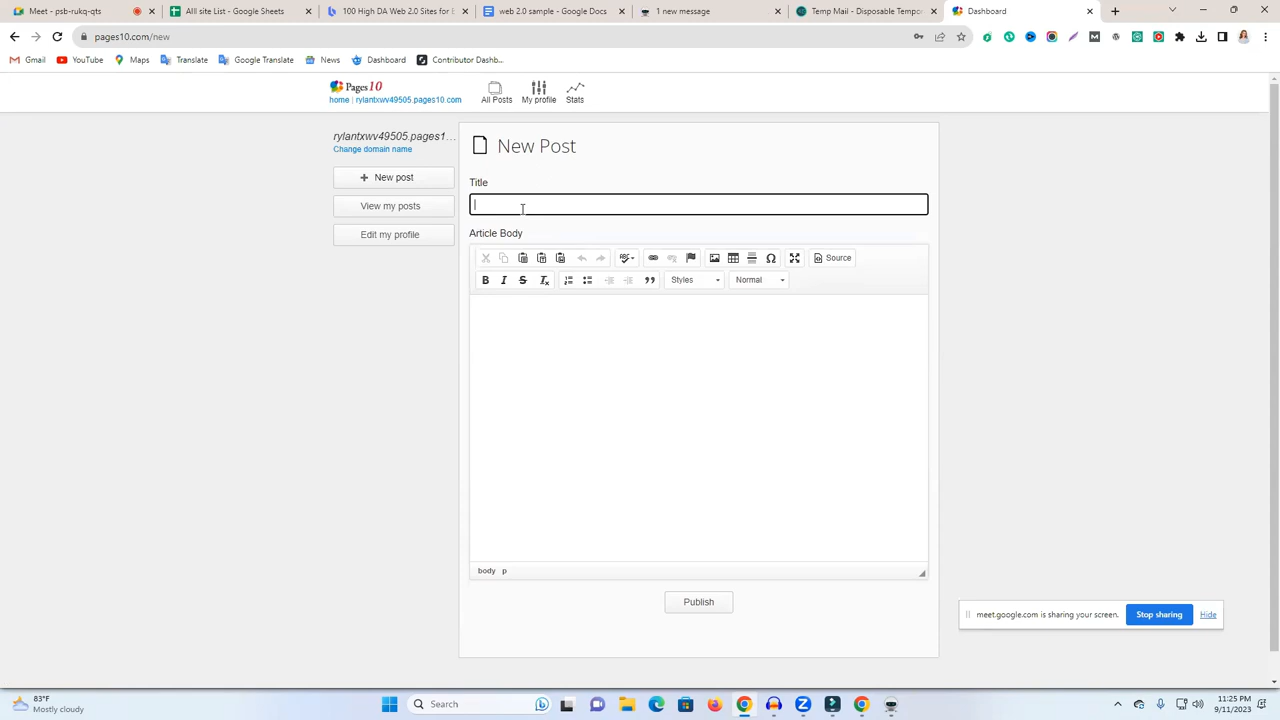 Meet - psb-rukq-qts
All site List - Google Sheets
100 High DA Web 2.0 Sites for B
web 2.0 sample - Google Docs
1 new message
Temp Mail - Disposable Tempo
Dashboard
pages10.com/new
Gmail
YouTube
Maps
Translate
Google Translate
News
Dashboard
Contributor Dashb...
Pages10
home | rylantxwv49505.pages10.com
All Posts
My profile
Stats
rylantxwv49505.pages1...
Change domain name
+ New post
View my posts
Edit my profile
New Post
Title
Article Body
ABC
Ω
Source
B
I
S
Ix
Styles
Normal
body p
Publish
meet.google.com is sharing your screen.
Stop sharing
Hide
83°F
Mostly cloudy
Search
11:25 PM
9/11/2023